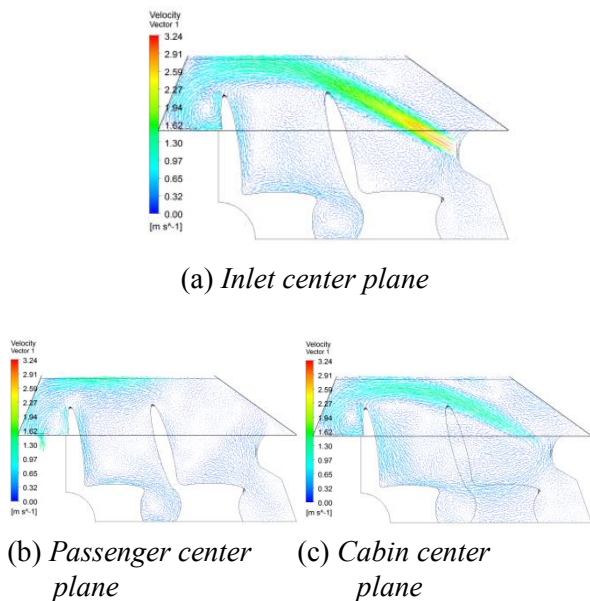 Velocity
Vector 1
3.24
2.91
2.59
2.27
1.94
1.62
1.30
0.97
0.65
0.32
0.00
[m s^-1]
(a) Inlet center plane
Velocity
Vector 1
3.24
2.91
2.59
2.27
1.94
1.62
1.30
0.97
0.65
0.32
0.00
[m s^-1]
Velocity
Vector 1
3.24
2.91
2.59
2.27
1.94
1.62
1.30
0.97
0.65
0.32
0.00
[m s^-1]
(b) Passenger center
plane
(c) Cabin center
plane